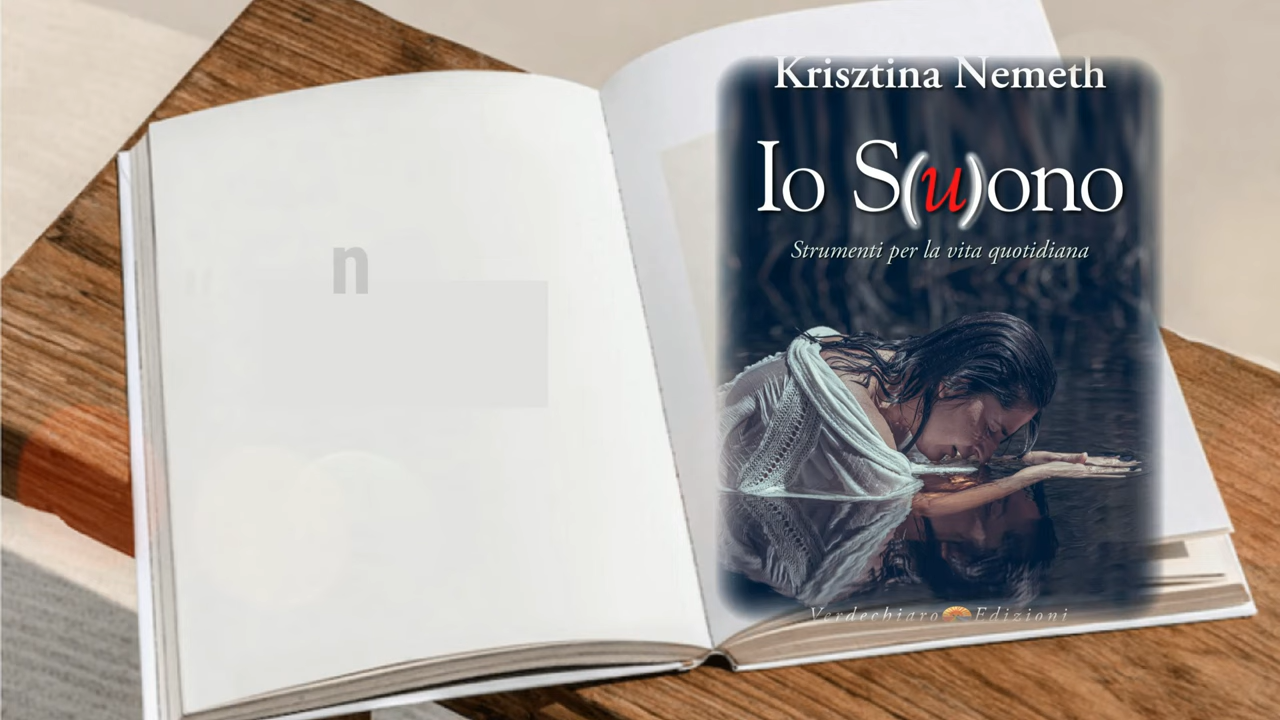 n
Krisztina Nemeth
Io S(u)ono
Strumenti per la vita quotidiana
Verdechiaro Edizioni